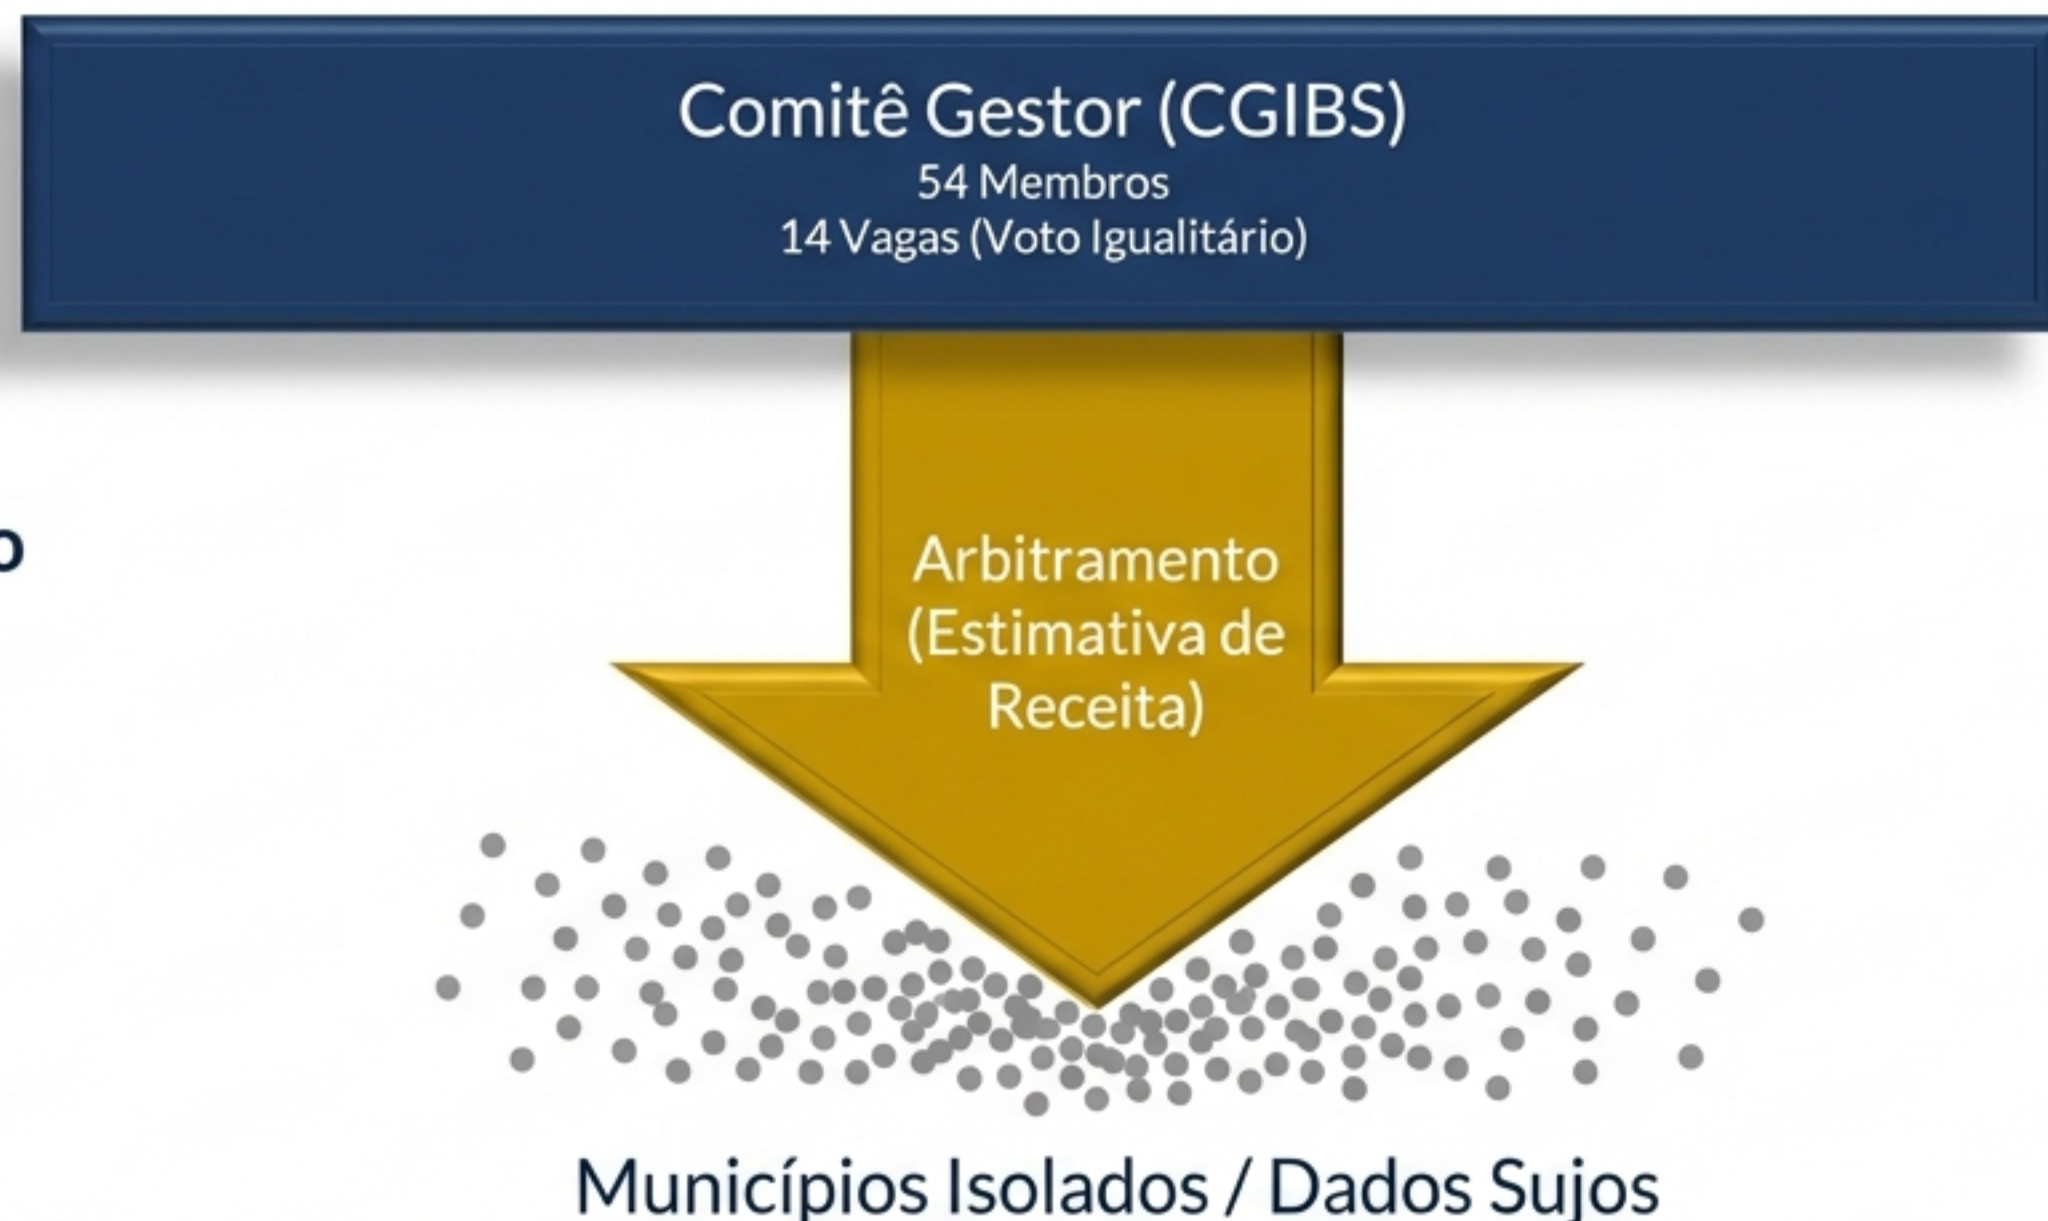 Comitê Gestor (CGIBS)
54 Membros
14 Vagas (Voto Igualitário)
o
Arbitramento
(Estimativa de
Receita)
Municípios Isolados / Dados Sujos